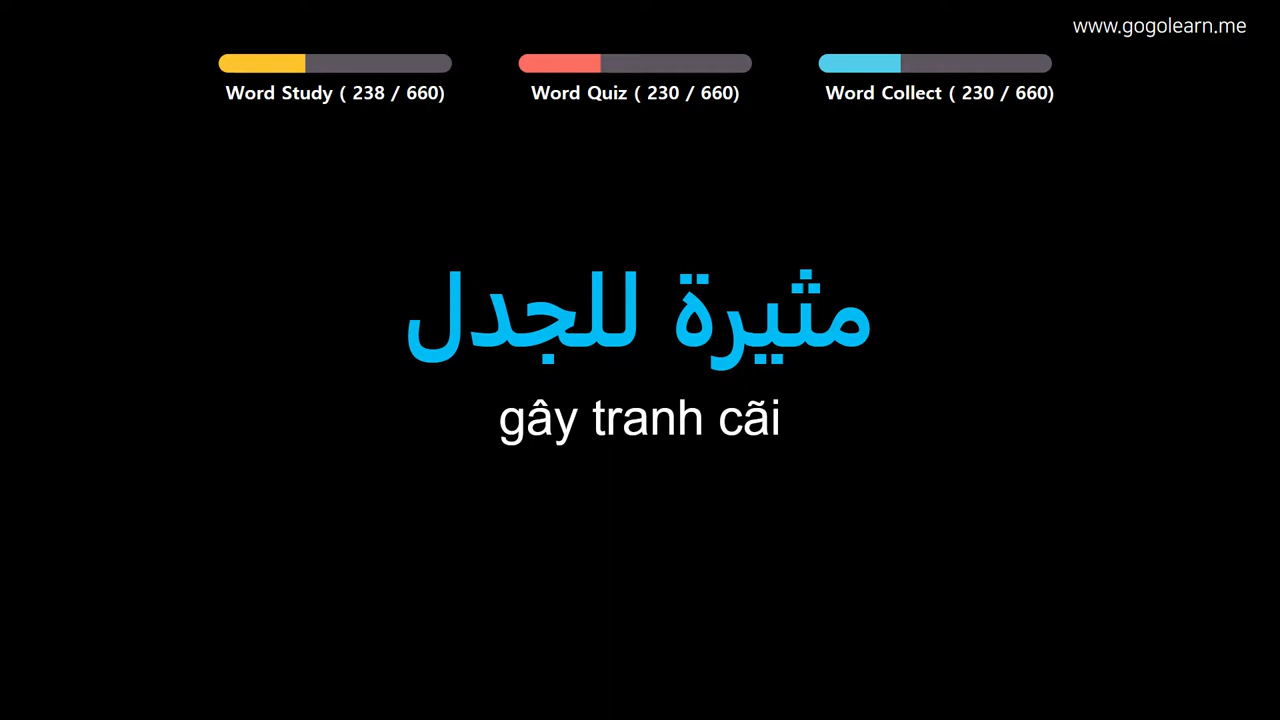 www.gogolearn.me
Word Study ( 238 / 660)
Word Quiz ( 230 / 660)
Word Collect ( 230 / 660)
مثيرة للجدل
gây tranh cãi